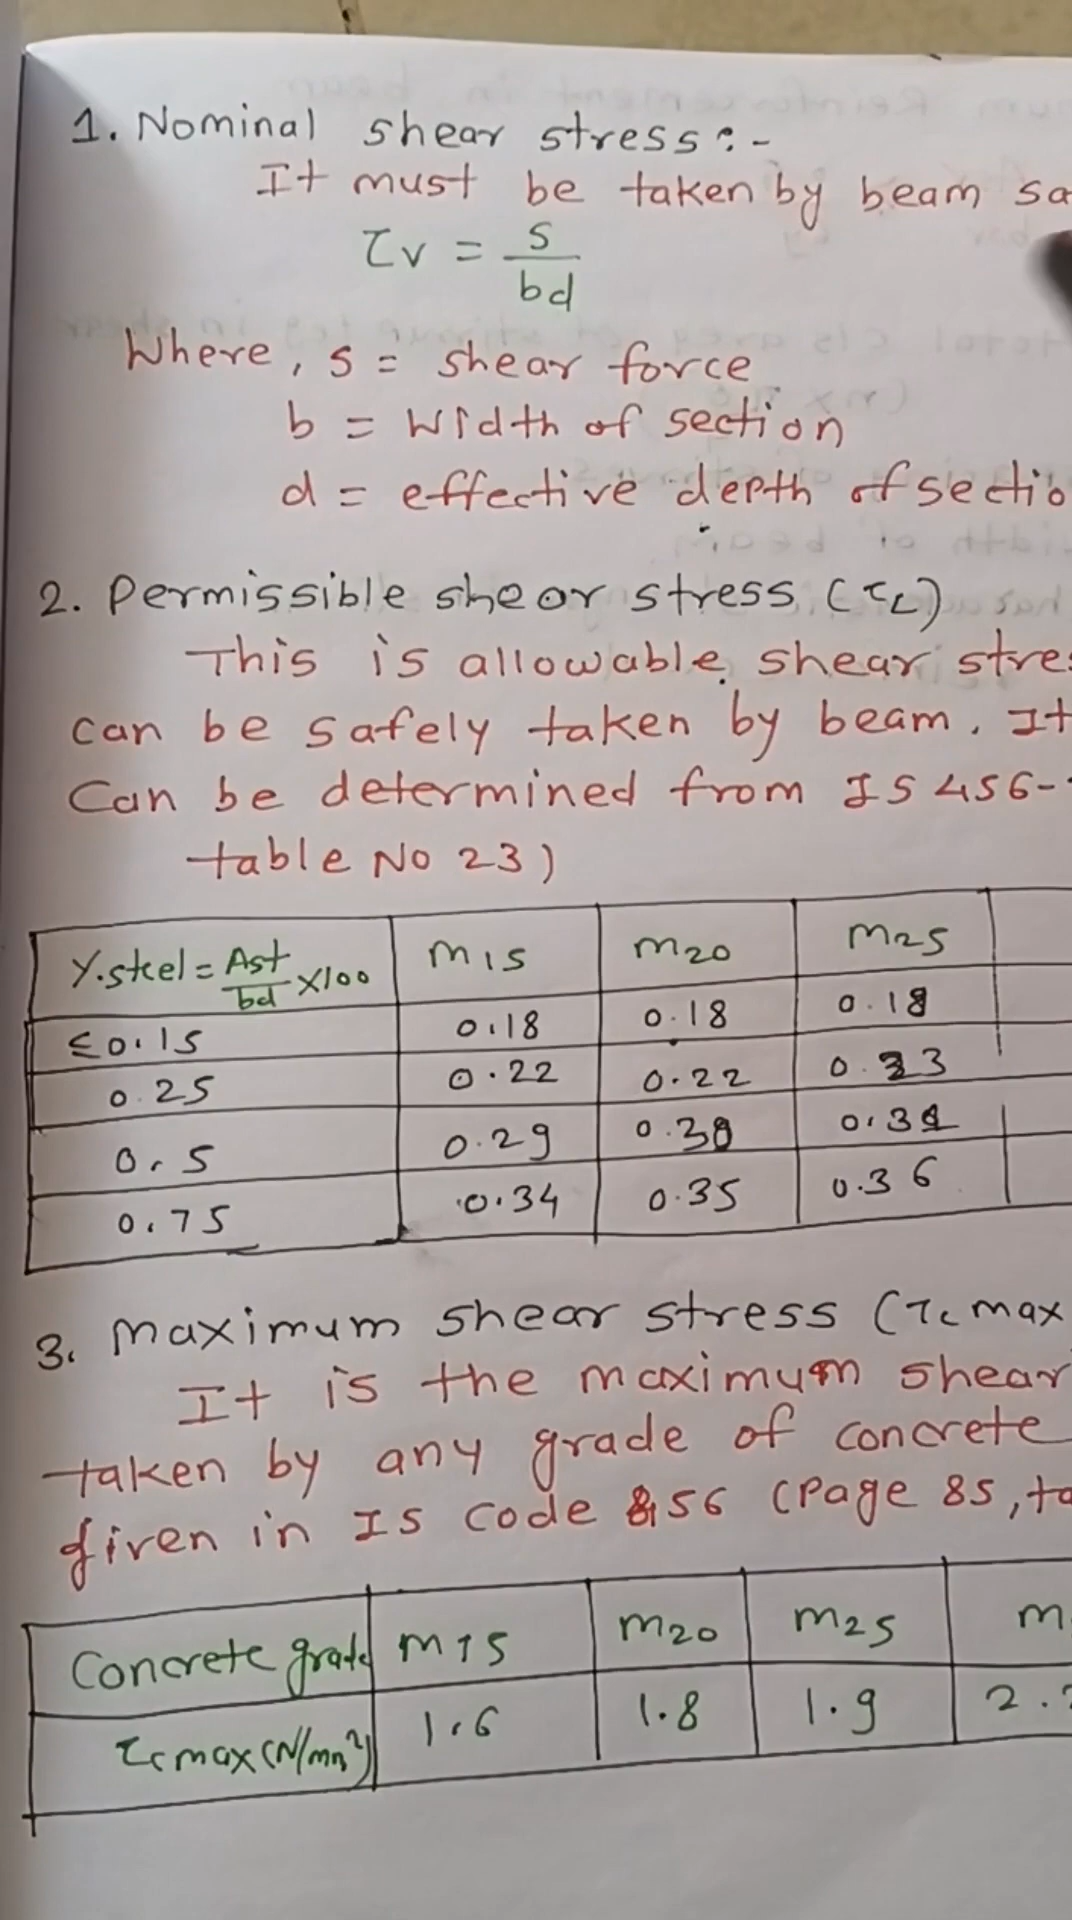 1. Nominal shear stress:-
It must be taken by beam sa
τv = s/bd
Where, s = shear force
b = width of section
d = effective depth of sectio
2. Permissible shear stress (τc)
This is allowable shear stres
can be safely taken by beam. It
Can be determined from IS 456-
table No 23)
Y.steel = Ast/bd ×100 M15 M20 M25
≤0.15 0.18 0.18 0.18
0.25 0.22 0.22 0.23
0.5 0.29 0.30
0.75 0.34 0.35 0.36
3. Maximum shear stress (τc max
It is the maximum shear
taken by any grade of concrete
given in IS code 456 (Page 85, ta
Concrete grade M15 M20 M25 M
τc max (N/mm²) 1.6 1.8 1.9 2.